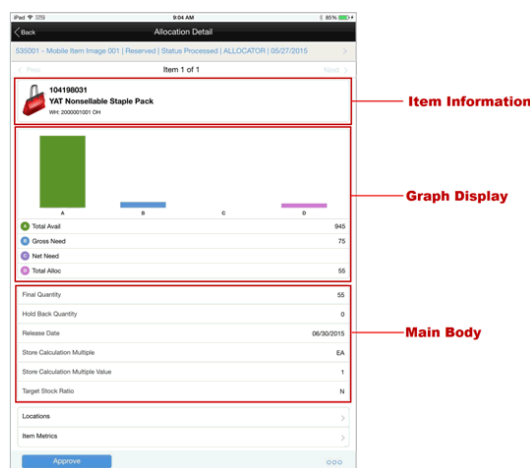 iPad 9:04 AM 85%
Back Allocation Detail
535001 - Mobile Item Image 001 | Reserved | Status Processed | ALLOCATOR | 05/27/2015
Prev Item 1 of 1 Next
104198031
YAT Nonsellable Staple Pack
WH: 2000001001 OH
Item Information
A B C D
Graph Display
A Total Avail 945
B Gross Need 75
C Net Need
D Total Alloc 55
Final Quantity 55
Hold Back Quantity 0
Release Date 06/30/2015
Main Body
Store Calculation Multiple EA
Store Calculation Multiple Value 1
Target Stock Ratio N
Locations
Item Metrics
Approve